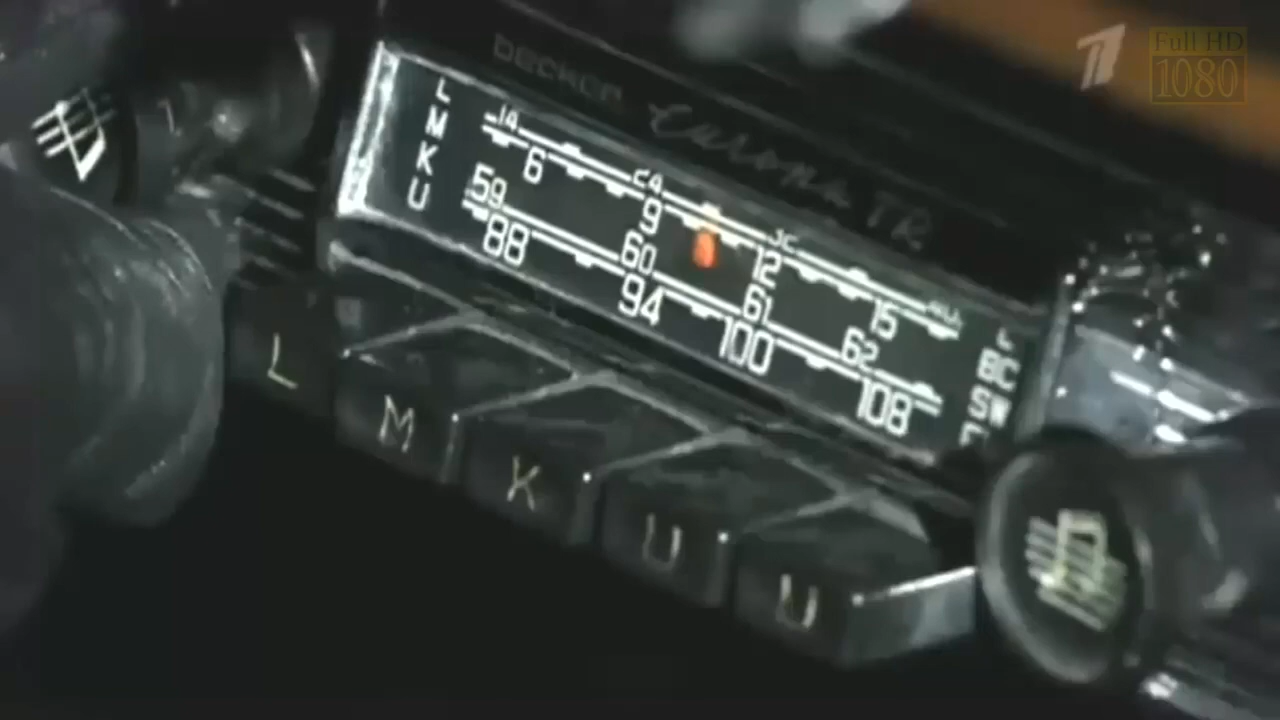 Full HD
1080
BECKER Europa TR
L
M
K
U
14 24
6 9 12 15
59 60 61 62
88 94 100 108
BC
SW
L M K U U